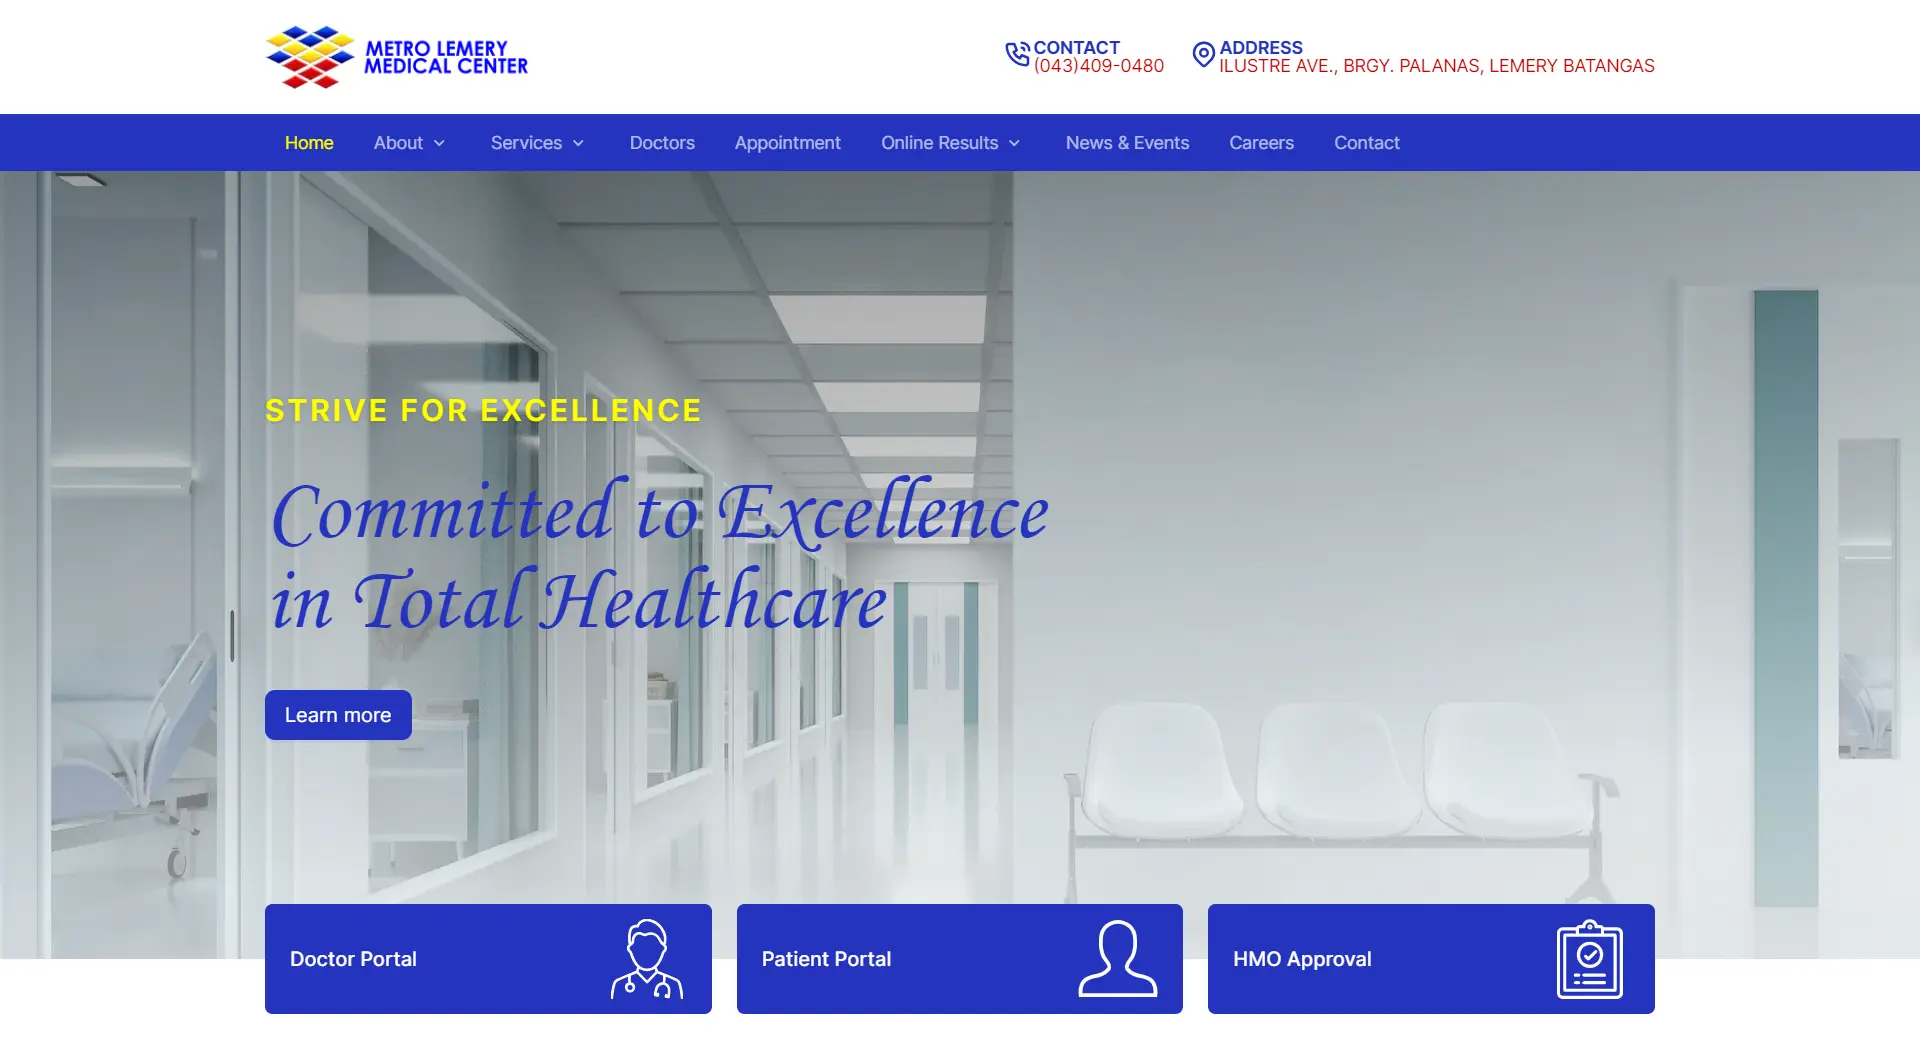 METRO LEMERY
MEDICAL CENTER
CONTACT
(043)409-0480
ADDRESS
ILUSTRE AVE., BRGY. PALANAS, LEMERY BATANGAS
Home About Services Doctors Appointment Online Results News & Events Careers Contact
STRIVE FOR EXCELLENCE
Committed to Excellence
in Total Healthcare
Learn more
Doctor Portal
Patient Portal
HMO Approval